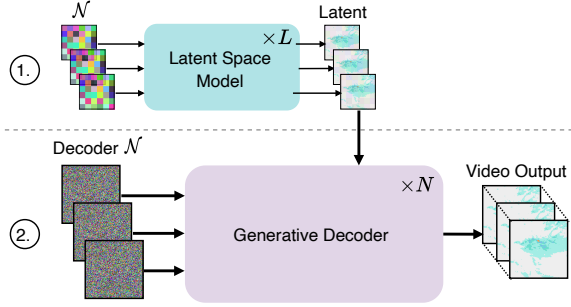 𝒩
Latent
×L
1.
Latent Space
Model
Decoder 𝒩
×N
Video Output
2.
Generative Decoder